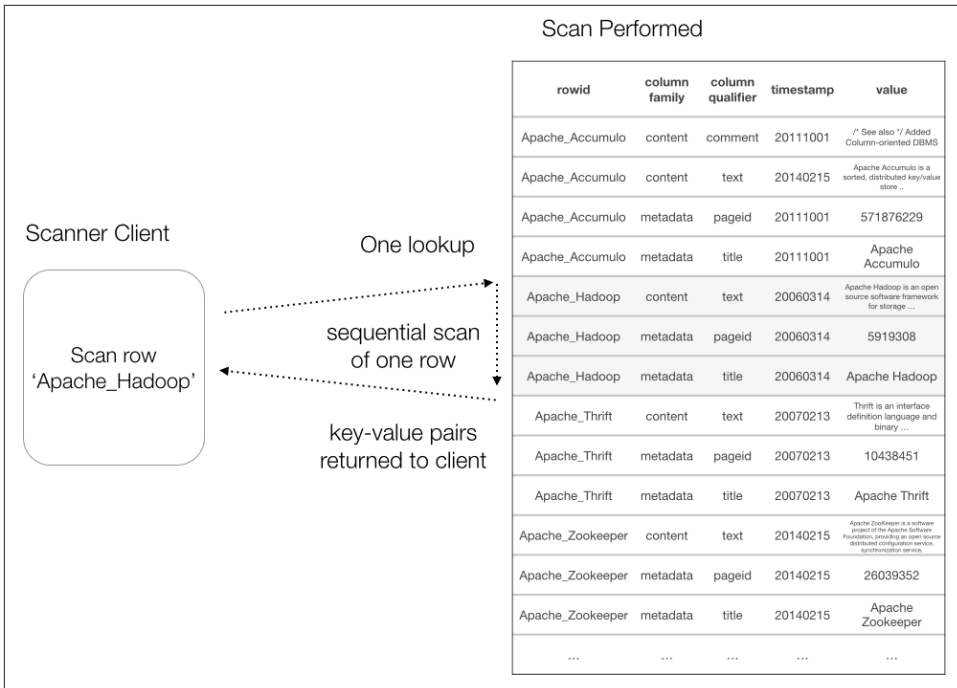 Scan Performed
rowid column family column qualifier timestamp value
Apache_Accumulo content comment 20111001 /* See also */ Added Column-oriented DBMS
Apache_Accumulo content text 20140215 Apache Accumulo is a sorted, distributed key/value store ..
Apache_Accumulo metadata pageid 20111001 571876229
Apache_Accumulo metadata title 20111001 Apache Accumulo
Apache_Hadoop content text 20060314 Apache Hadoop is an open source software framework for storage ...
Apache_Hadoop metadata pageid 20060314 5919308
Apache_Hadoop metadata title 20060314 Apache Hadoop
Apache_Thrift content text 20070213 Thrift is an interface definition language and binary ...
Apache_Thrift metadata pageid 20070213 10438451
Apache_Thrift metadata title 20070213 Apache Thrift
Apache_Zookeeper content text 20140215 Apache ZooKeeper is a software project of the Apache Software Foundation, providing an open source distributed configuration service, synchronization service,
Apache_Zookeeper metadata pageid 20140215 26039352
Apache_Zookeeper metadata title 20140215 Apache Zookeeper
... ... ... ... ...
Scanner Client
Scan row
‘Apache_Hadoop’
One lookup
sequential scan
of one row
key-value pairs
returned to client